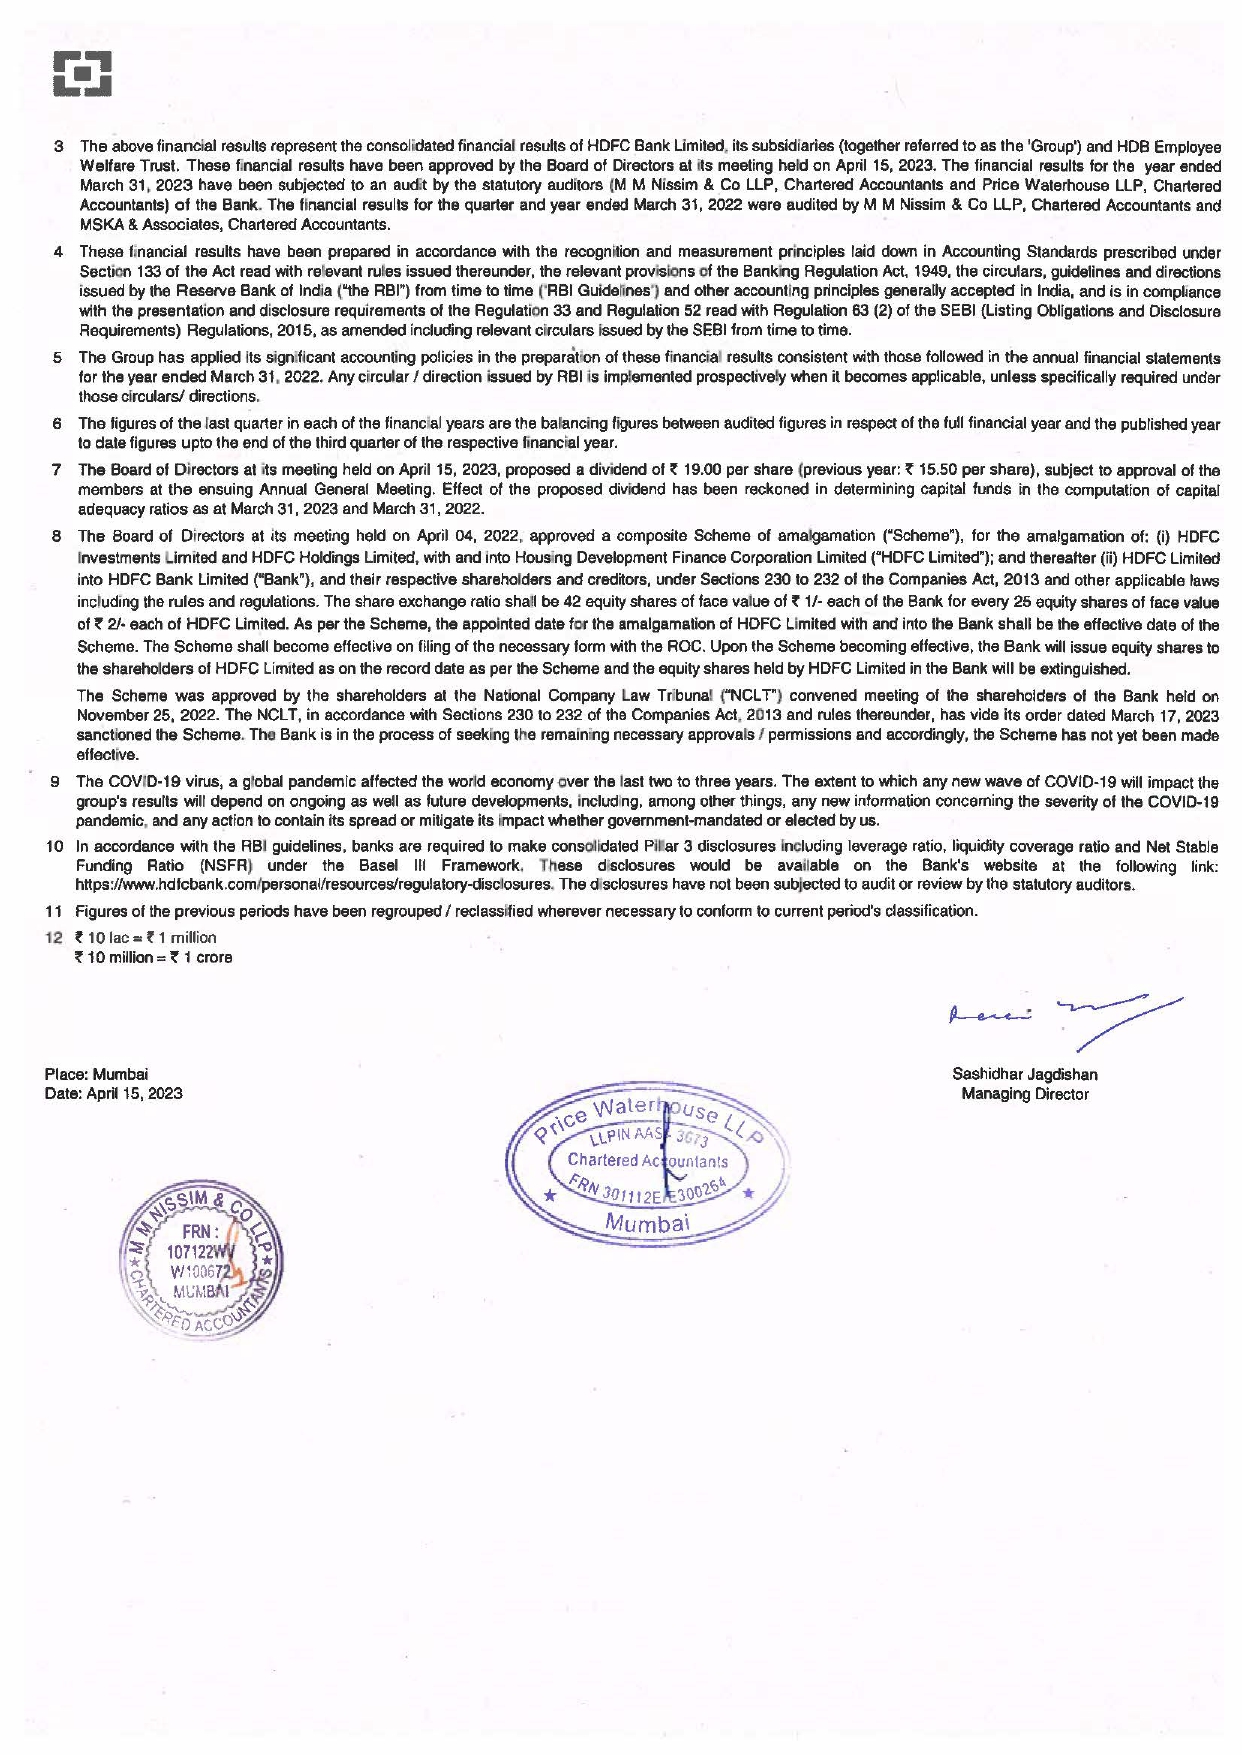 3 The above financial results represent the consolidated financial results of HDFC Bank Limited, its subsidiaries (together referred to as the 'Group') and HDB Employee
Welfare Trust. These financial results have been approved by the Board of Directors at its meeting held on April 15, 2023. The financial results for the year ended
March 31, 2023 have been subjected to an audit by the statutory auditors (M M Nissim & Co LLP, Chartered Accountants and Price Waterhouse LLP, Chartered
Accountants) of the Bank. The financial results for the quarter and year ended March 31, 2022 were audited by M M Nissim & Co LLP, Chartered Accountants and
MSKA & Associates, Chartered Accountants.
4 These financial results have been prepared in accordance with the recognition and measurement principles laid down in Accounting Standards prescribed under
Section 133 of the Act read with relevant rules issued thereunder, the relevant provisions of the Banking Regulation Act, 1949, the circulars, guidelines and directions
issued by the Reserve Bank of India ("the RBI") from time to time ('RBI Guidelines') and other accounting principles generally accepted in India, and is in compliance
with the presentation and disclosure requirements of the Regulation 33 and Regulation 52 read with Regulation 63 (2) of the SEBI (Listing Obligations and Disclosure
Requirements) Regulations, 2015, as amended including relevant circulars issued by the SEBI from time to time.
5 The Group has applied its significant accounting policies in the preparation of these financial results consistent with those followed in the annual financial statements
for the year ended March 31, 2022. Any circular / direction issued by RBI is implemented prospectively when it becomes applicable, unless specifically required under
those circulars/ directions.
6 The figures of the last quarter in each of the financial years are the balancing figures between audited figures in respect of the full financial year and the published year
to date figures upto the end of the third quarter of the respective financial year.
7 The Board of Directors at its meeting held on April 15, 2023, proposed a dividend of ₹ 19.00 per share (previous year: ₹ 15.50 per share), subject to approval of the
members at the ensuing Annual General Meeting. Effect of the proposed dividend has been reckoned in determining capital funds in the computation of capital
adequacy ratios as at March 31, 2023 and March 31, 2022.
8 The Board of Directors at its meeting held on April 04, 2022, approved a composite Scheme of amalgamation ("Scheme"), for the amalgamation of: (i) HDFC
Investments Limited and HDFC Holdings Limited, with and into Housing Development Finance Corporation Limited ("HDFC Limited"); and thereafter (ii) HDFC Limited
into HDFC Bank Limited ("Bank"), and their respective shareholders and creditors, under Sections 230 to 232 of the Companies Act, 2013 and other applicable laws
including the rules and regulations. The share exchange ratio shall be 42 equity shares of face value of ₹ 1/- each of the Bank for every 25 equity shares of face value
of ₹ 2/- each of HDFC Limited. As per the Scheme, the appointed date for the amalgamation of HDFC Limited with and into the Bank shall be the effective date of the
Scheme. The Scheme shall become effective on filing of the necessary form with the ROC. Upon the Scheme becoming effective, the Bank will issue equity shares to
the shareholders of HDFC Limited as on the record date as per the Scheme and the equity shares held by HDFC Limited in the Bank will be extinguished.
The Scheme was approved by the shareholders at the National Company Law Tribunal ("NCLT") convened meeting of the shareholders of the Bank held on
November 25, 2022. The NCLT, in accordance with Sections 230 to 232 of the Companies Act, 2013 and rules thereunder, has vide its order dated March 17, 2023
sanctioned the Scheme. The Bank is in the process of seeking the remaining necessary approvals / permissions and accordingly, the Scheme has not yet been made
effective.
9 The COVID-19 virus, a global pandemic affected the world economy over the last two to three years. The extent to which any new wave of COVID-19 will impact the
group's results will depend on ongoing as well as future developments, including, among other things, any new information concerning the severity of the COVID-19
pandemic, and any action to contain its spread or mitigate its impact whether government-mandated or elected by us.
10 In accordance with the RBI guidelines, banks are required to make consolidated Pillar 3 disclosures including leverage ratio, liquidity coverage ratio and Net Stable
Funding Ratio (NSFR) under the Basel III Framework. These disclosures would be available on the Bank's website at the following link:
https://www.hdfcbank.com/personal/resources/regulatory-disclosures. The disclosures have not been subjected to audit or review by the statutory auditors.
11 Figures of the previous periods have been regrouped / reclassified wherever necessary to conform to current period's classification.
12 ₹ 10 lac = ₹ 1 million
₹ 10 million = ₹ 1 crore
Place: Mumbai
Date: April 15, 2023
Sashidhar Jagdishan
Managing Director
Price Waterhouse LLP
LLPIN AAS- 3673
Chartered Accountants
FRN 301112E/E300264
Mumbai
M M NISSIM & CO LLP
FRN :
107122W/
W100672
MUMBAI
CHARTERED ACCOUNTANTS